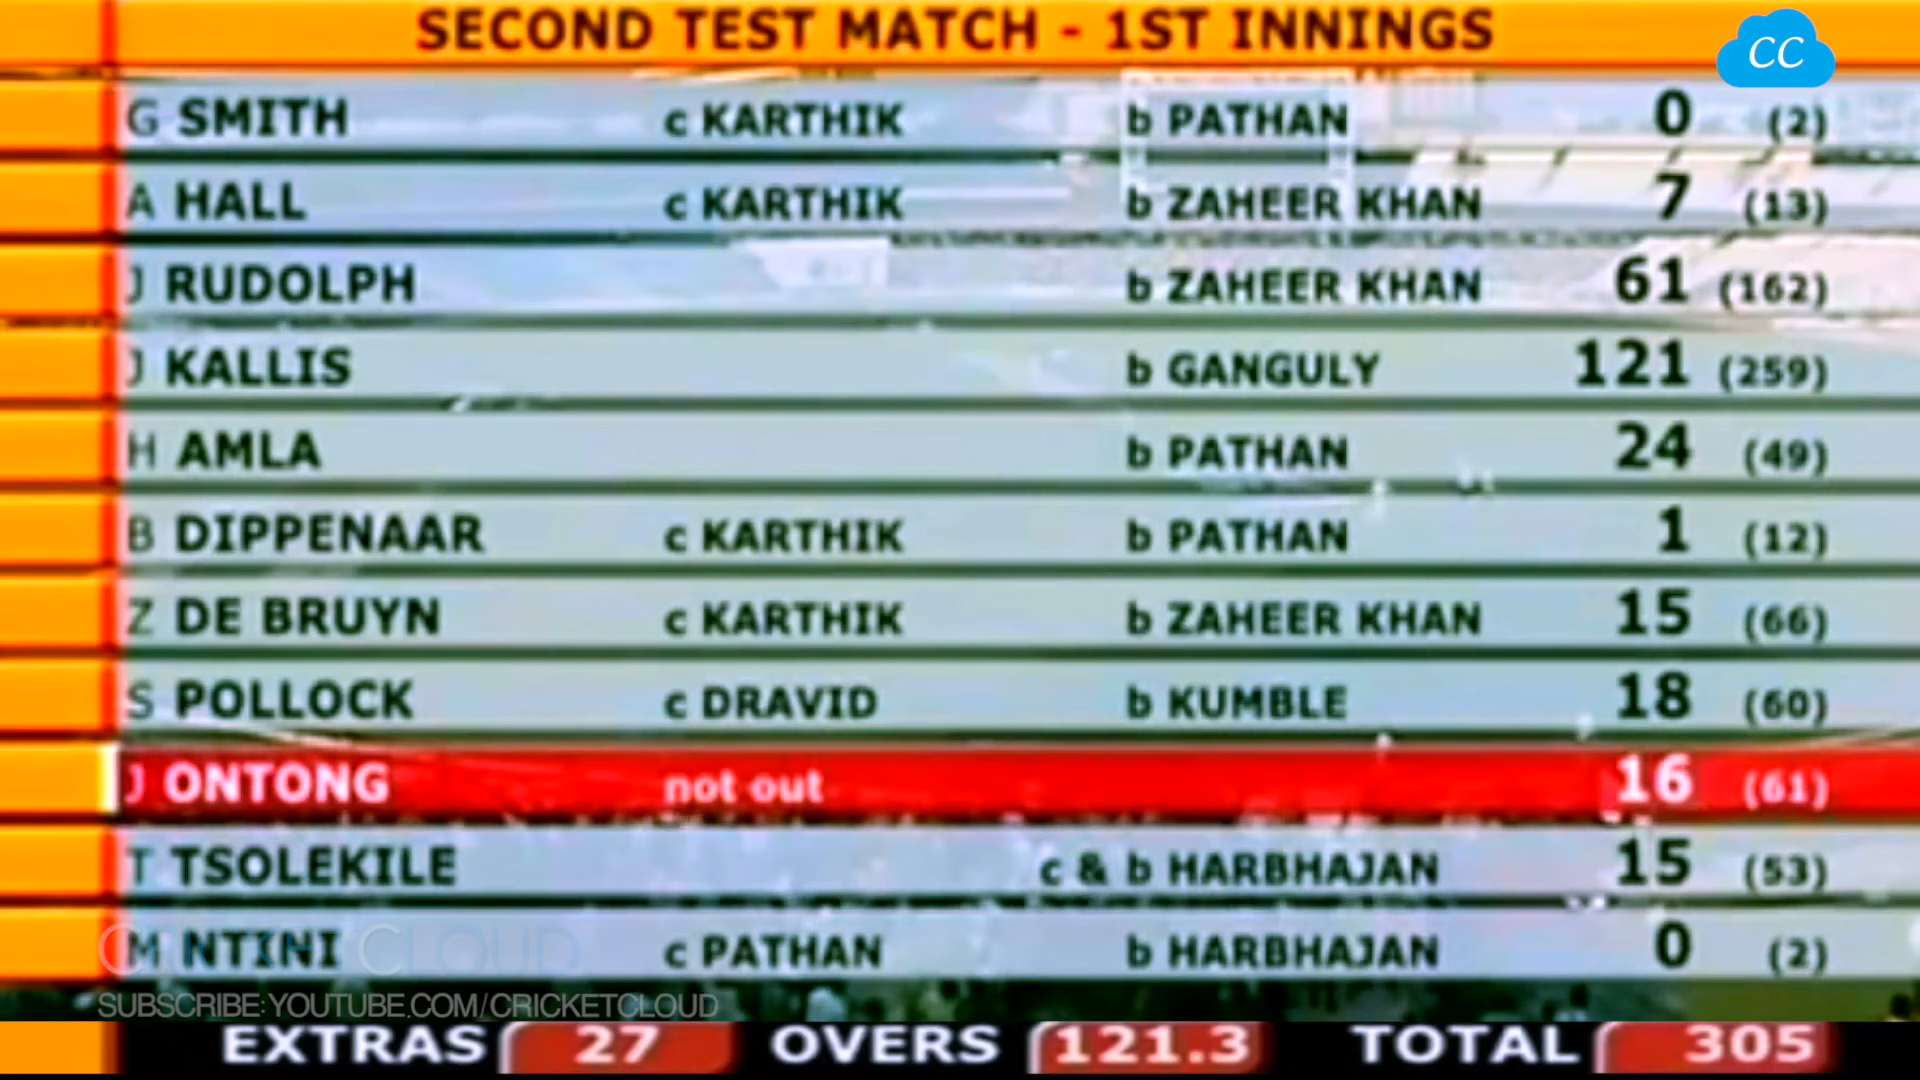 SECOND TEST MATCH - 1ST INNINGS
CC
G SMITH c KARTHIK b PATHAN 0 (2)
A HALL c KARTHIK b ZAHEER KHAN 7 (13)
J RUDOLPH b ZAHEER KHAN 61 (162)
J KALLIS b GANGULY 121 (259)
H AMLA b PATHAN 24 (49)
B DIPPENAAR c KARTHIK b PATHAN 1 (12)
Z DE BRUYN c KARTHIK b ZAHEER KHAN 15 (66)
S POLLOCK c DRAVID b KUMBLE 18 (60)
J ONTONG not out 16 (61)
T TSOLEKILE c & b HARBHAJAN 15 (53)
M NTINI c PATHAN b HARBHAJAN 0 (2)
CRICKETCLOUD
SUBSCRIBE: YOUTUBE.COM/CRICKETCLOUD
EXTRAS 27 OVERS 121.3 TOTAL 305